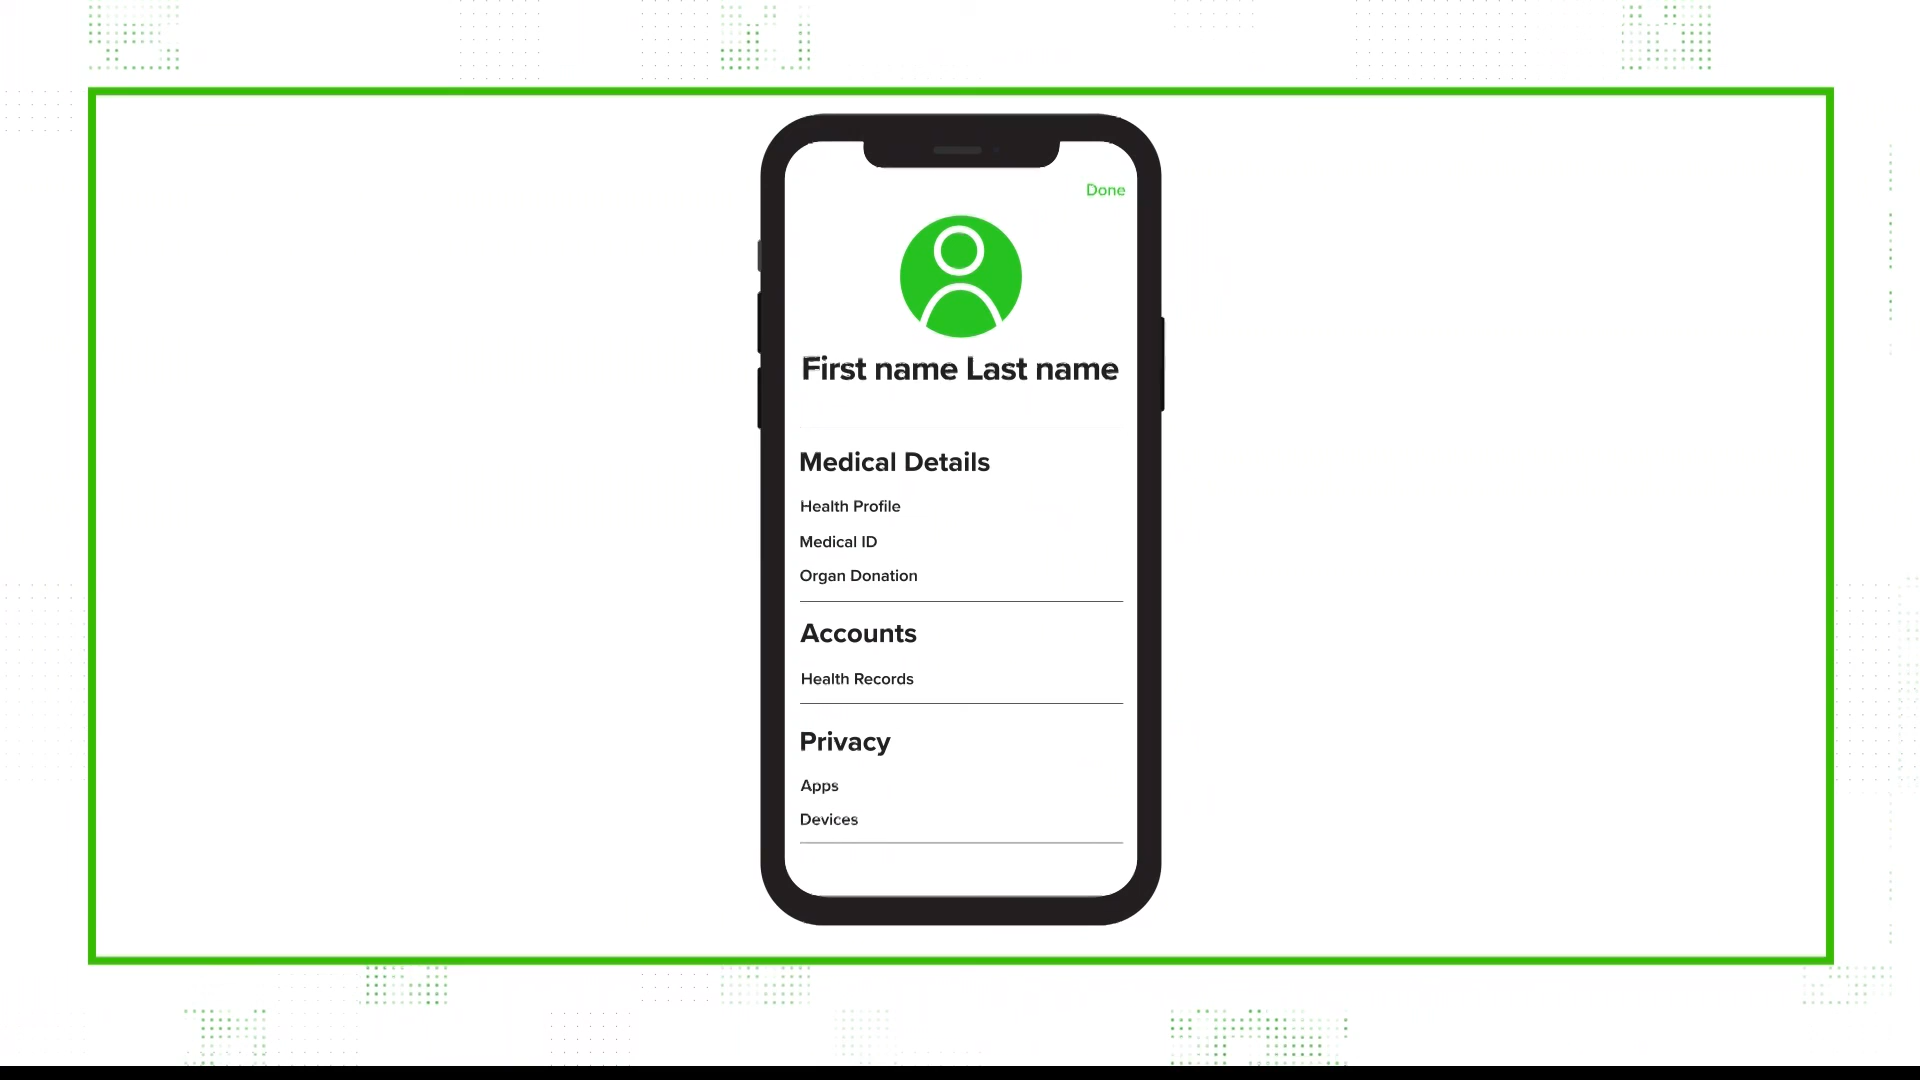 Done
First name Last name
Medical Details
Health Profile
Medical ID
Organ Donation
Accounts
Health Records
Privacy
Apps
Devices